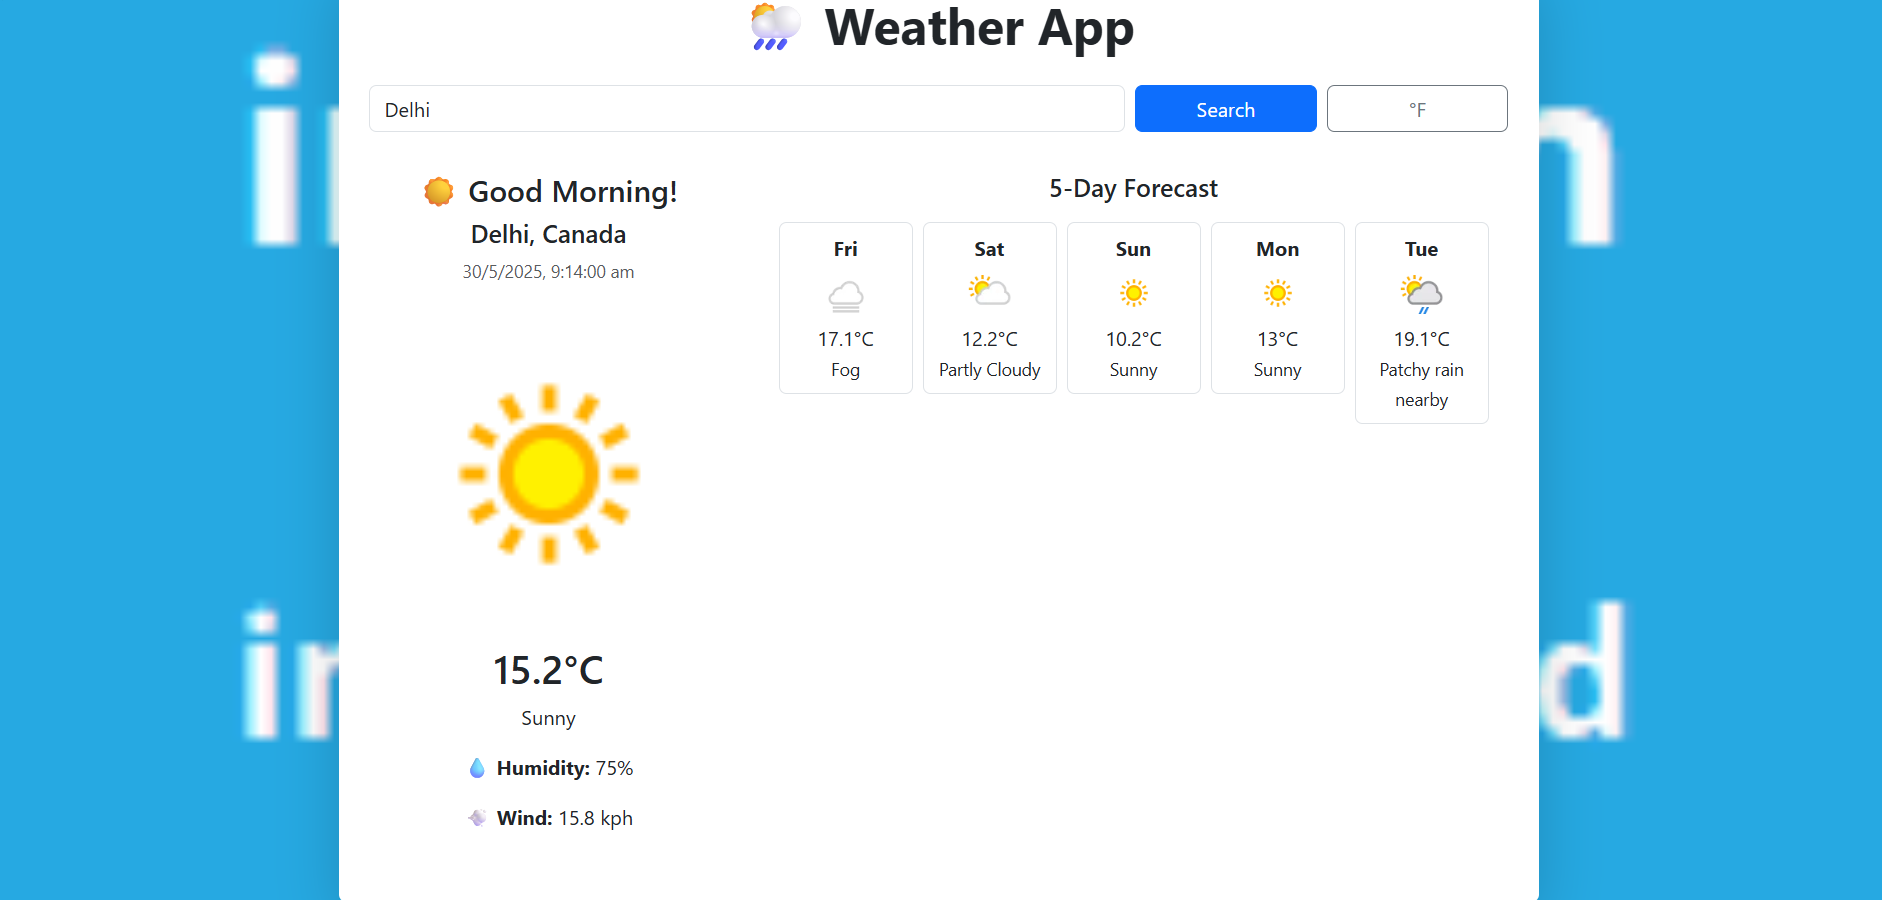 Weather App
Delhi
Search
°F
Good Morning!
Delhi, Canada
30/5/2025, 9:14:00 am
15.2°C
Sunny
Humidity: 75%
Wind: 15.8 kph
5-Day Forecast
Fri
17.1°C
Fog
Sat
12.2°C
Partly Cloudy
Sun
10.2°C
Sunny
Mon
13°C
Sunny
Tue
19.1°C
Patchy rain
nearby